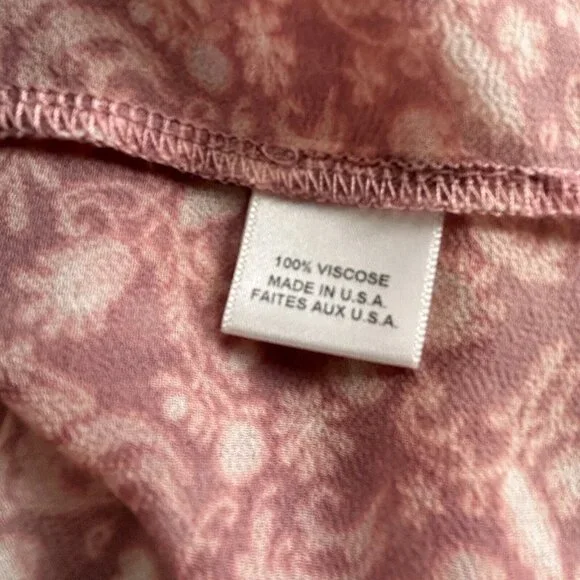 100% VISCOSE
MADE IN U.S.A.
FAITES AUX U.S.A.